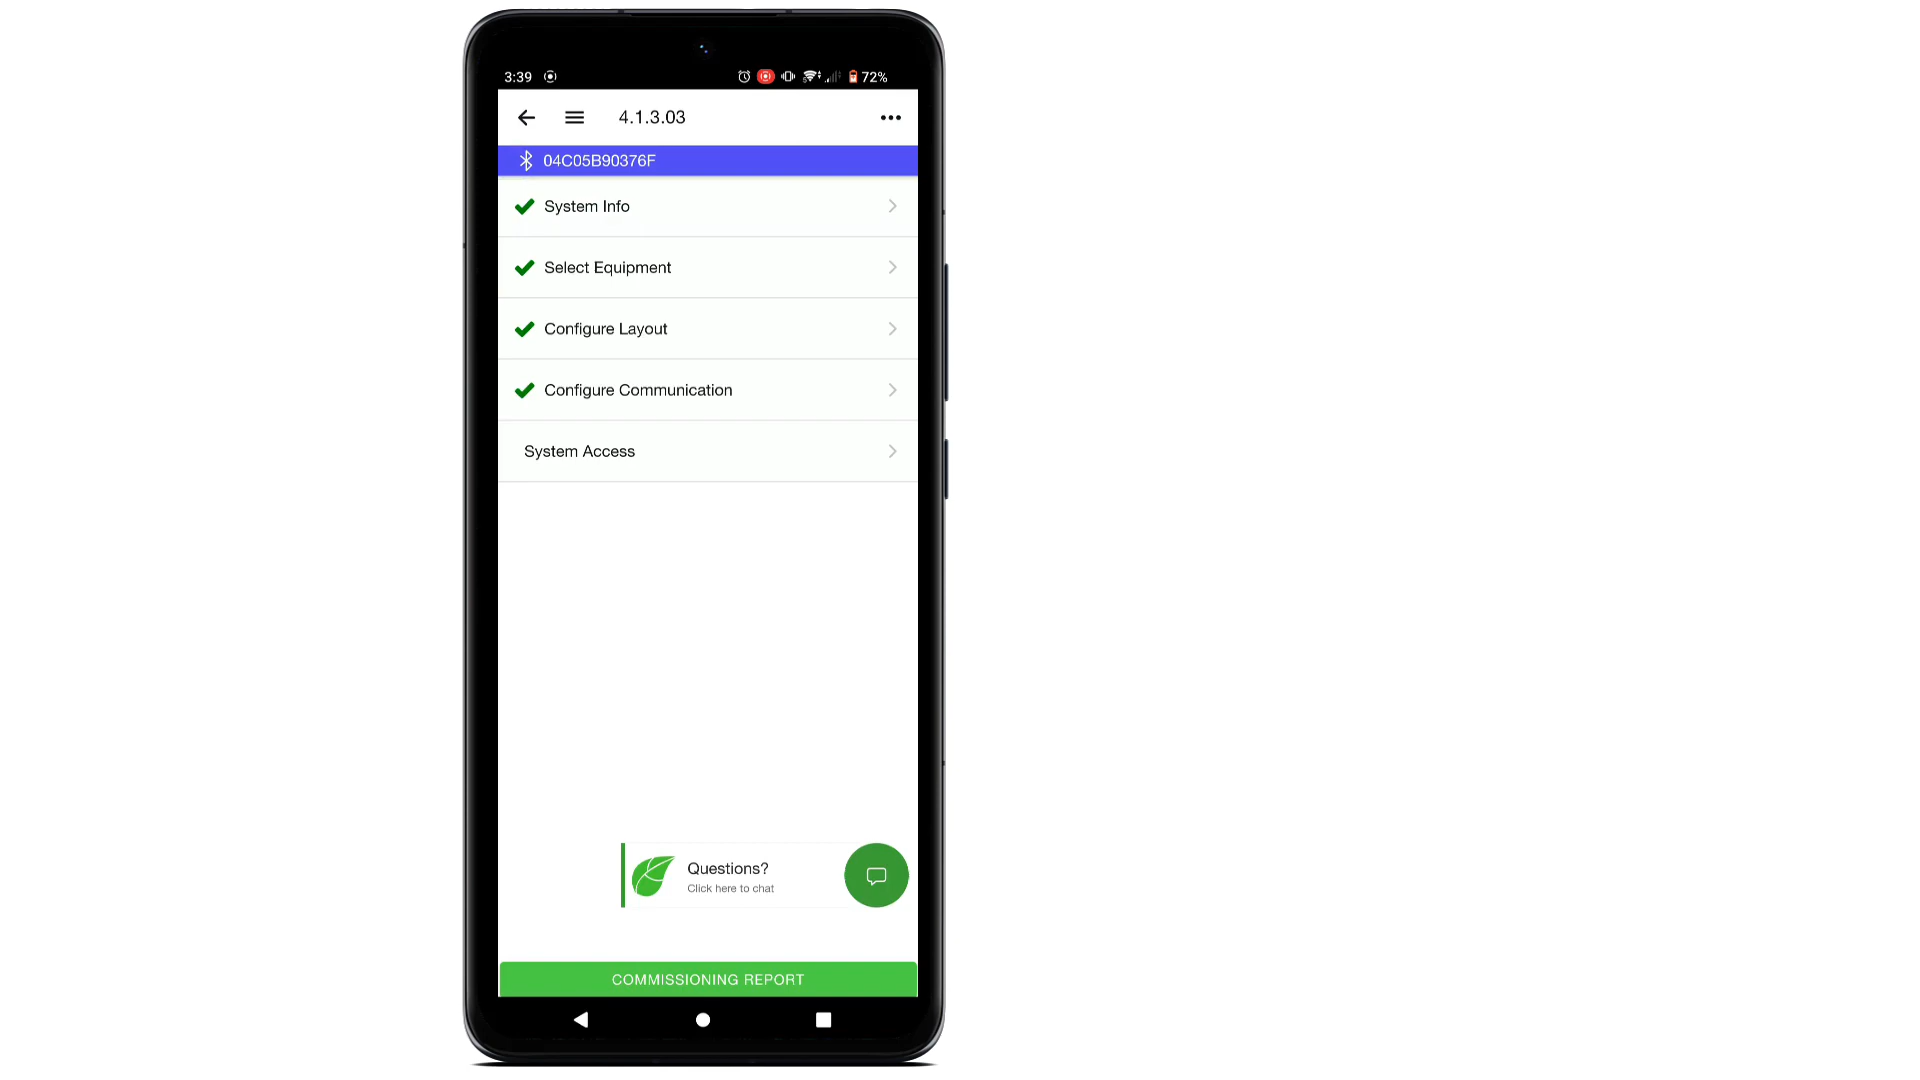 3:39
72%
4.1.3.03
04C05B90376F
System Info
Select Equipment
Configure Layout
Configure Communication
System Access
Questions?
Click here to chat
COMMISSIONING REPORT